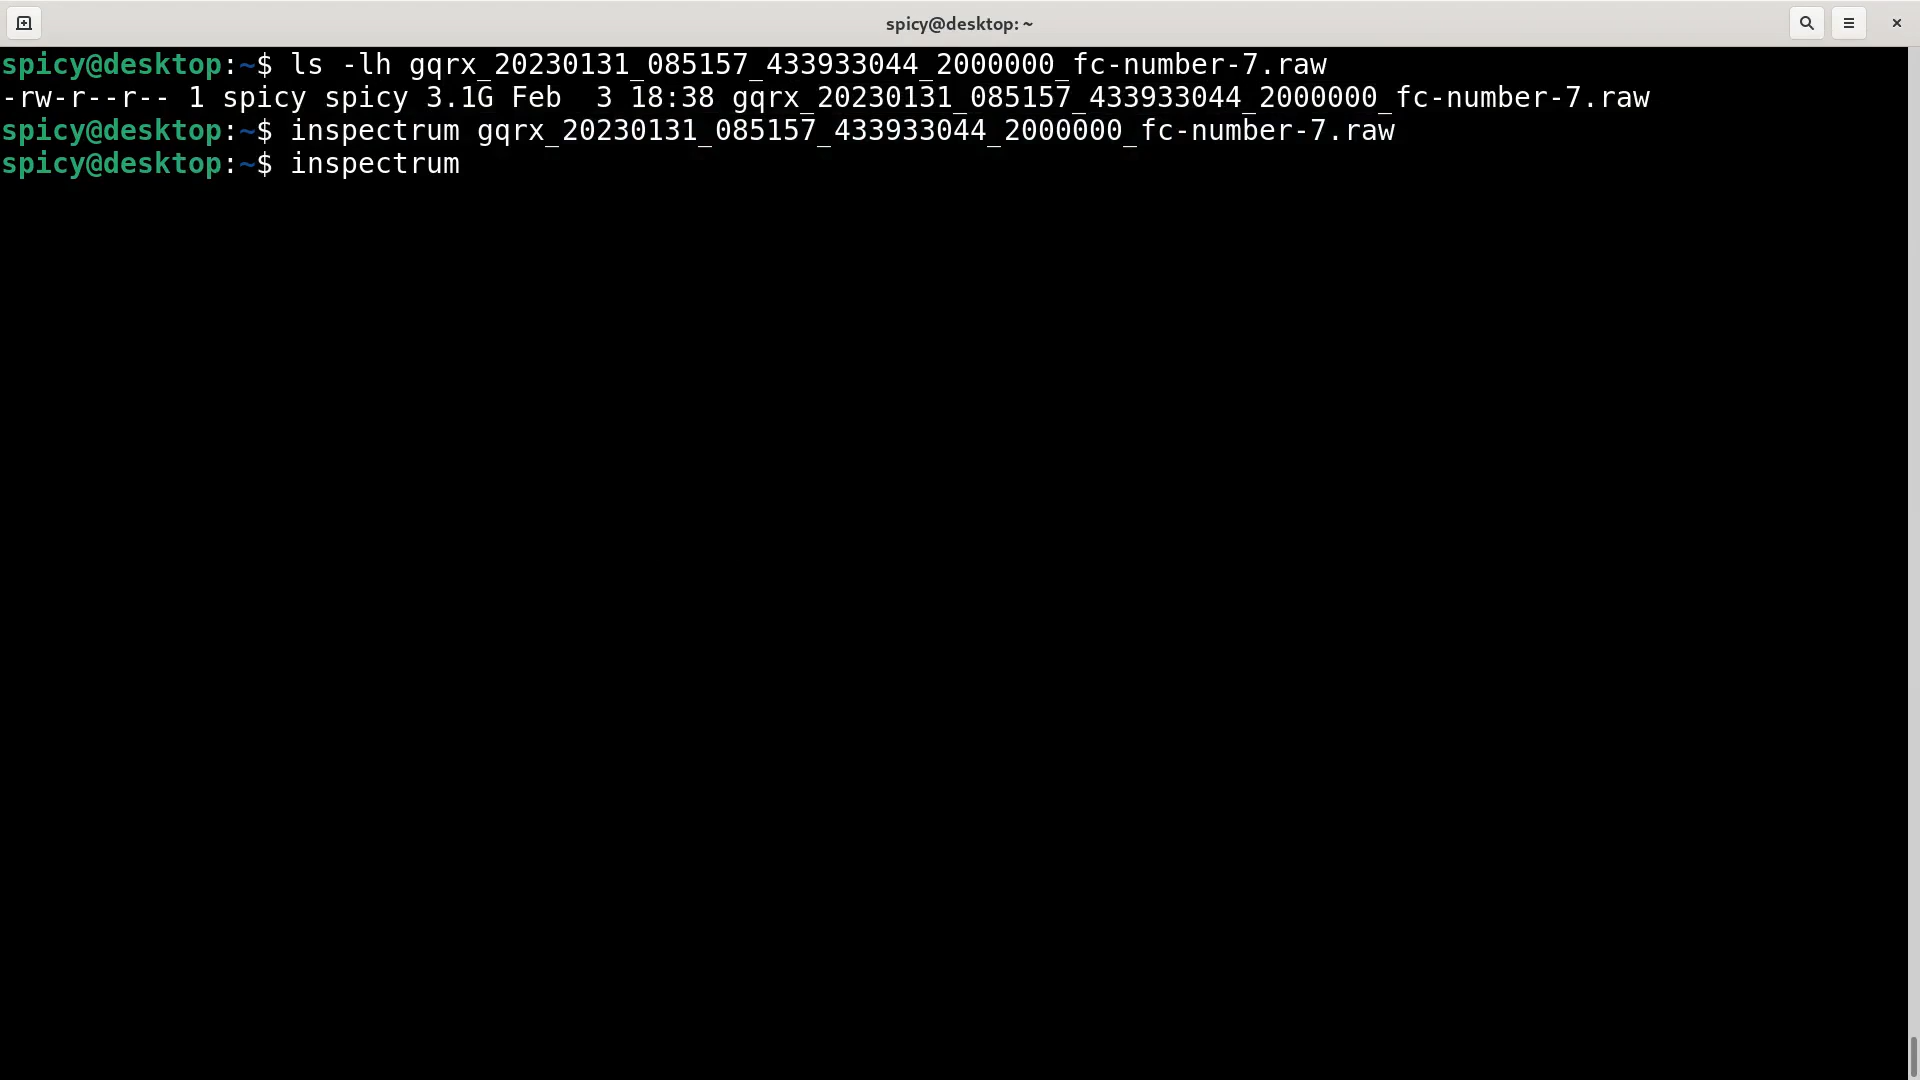 spicy@desktop: ~
spicy@desktop:~$ ls -lh gqrx_20230131_085157_433933044_2000000_fc-number-7.raw
-rw-r--r-- 1 spicy spicy 3.1G Feb  3 18:38 gqrx_20230131_085157_433933044_2000000_fc-number-7.raw
spicy@desktop:~$ inspectrum gqrx_20230131_085157_433933044_2000000_fc-number-7.raw
spicy@desktop:~$ inspectrum